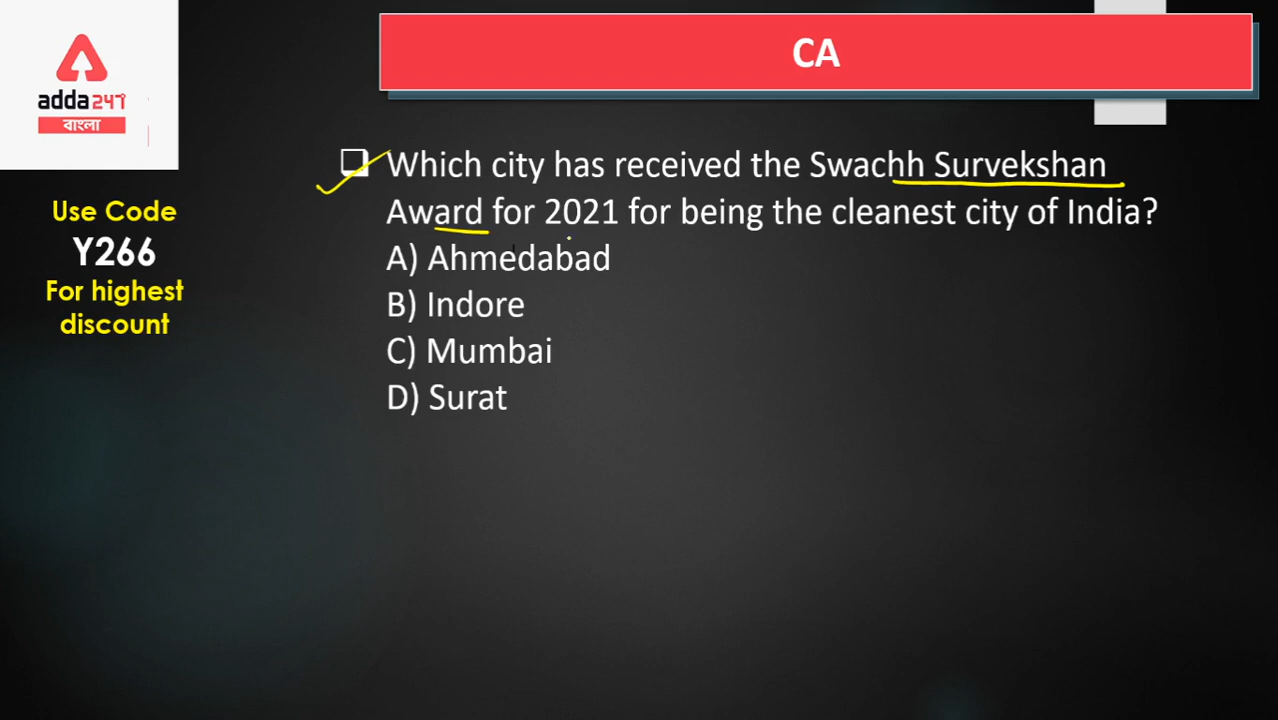 CA
adda247
বাংলা
Use Code
Y266
For highest
discount
Which city has received the Swachh Survekshan
Award for 2021 for being the cleanest city of India?
A) Ahmedabad
B) Indore
C) Mumbai
D) Surat